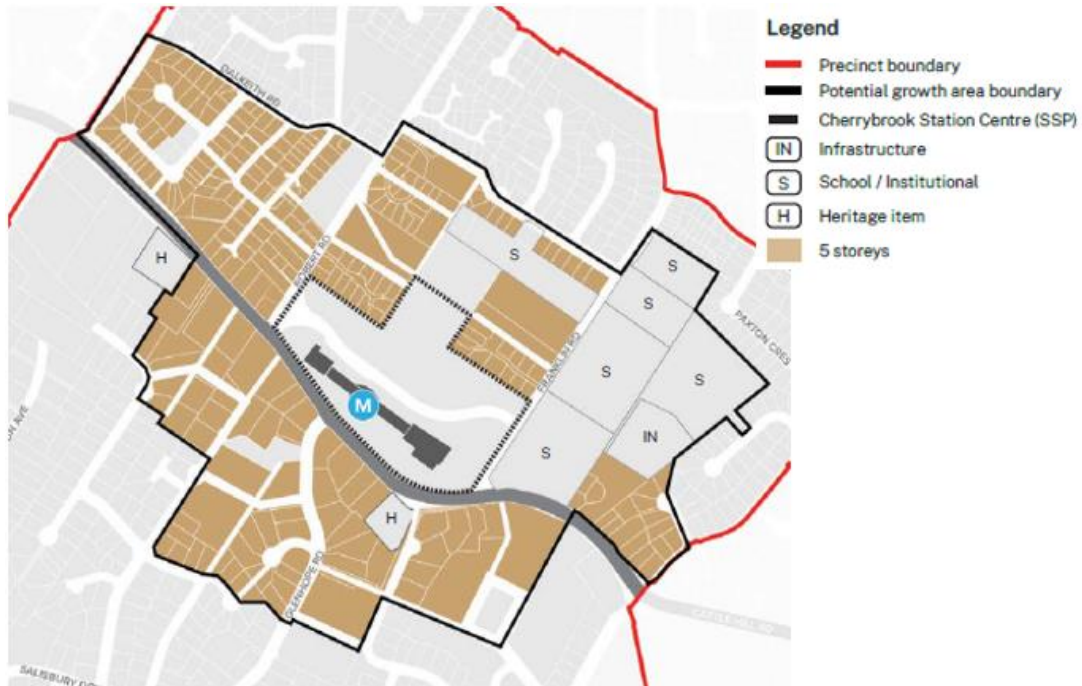 Legend
Precinct boundary
Potential growth area boundary
Cherrybrook Station Centre (SSP)
IN Infrastructure
S School / Institutional
H Heritage item
5 storeys
DALKEITH RD
ROBERT RD
H
S
S
S
PAXTON CRES
FRANKLIN RD
S
S
M
IN
S
H
GLENHOPE RD
CASTLE HILL RD
SALISBURY